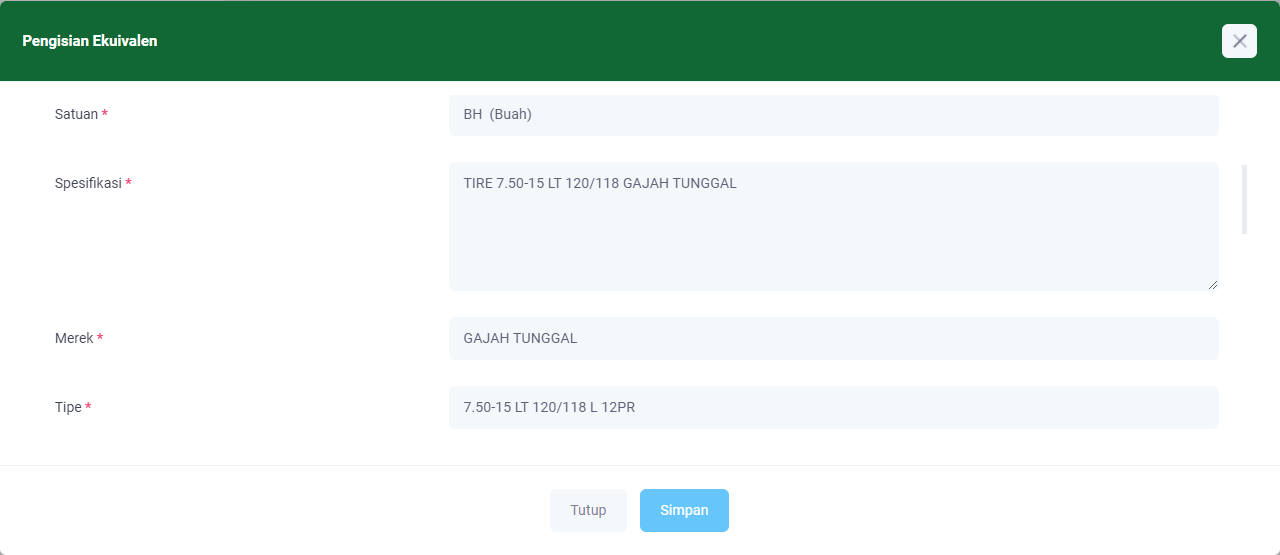 Pengisian Ekuivalen
Satuan *
BH  (Buah)
Spesifikasi *
TIRE 7.50-15 LT 120/118 GAJAH TUNGGAL
Merek *
GAJAH TUNGGAL
Tipe *
7.50-15 LT 120/118 L 12PR
Tutup
Simpan